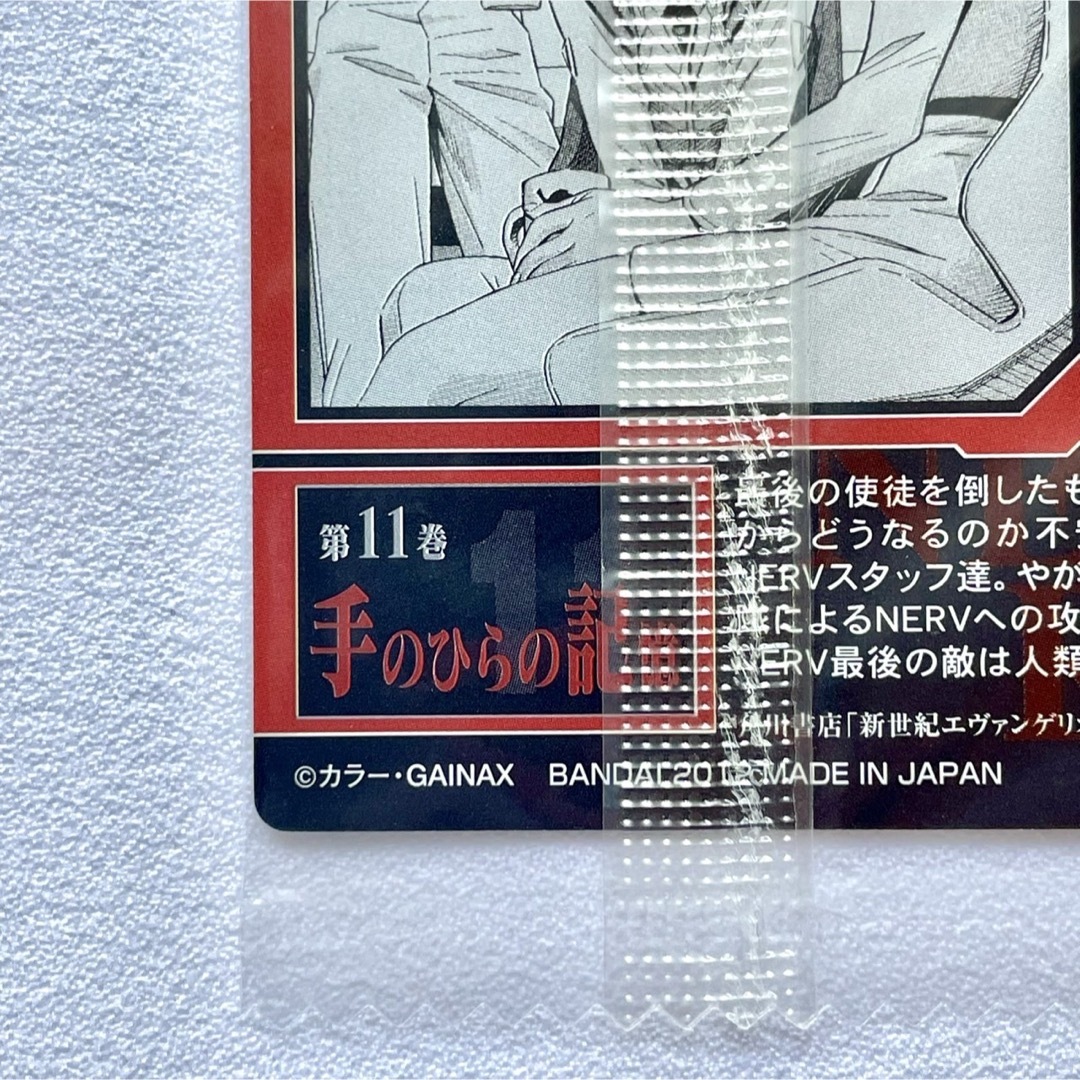 第11巻
手のひらの記憶
最後の使徒を倒したも
からどうなるのか不
NERVスタッフ達。やが
によるNERVへの攻
NERV最後の敵は人類
角川書店「新世紀エヴァンゲリ
©カラー・GAINAX BANDAI 2012 MADE IN JAPAN